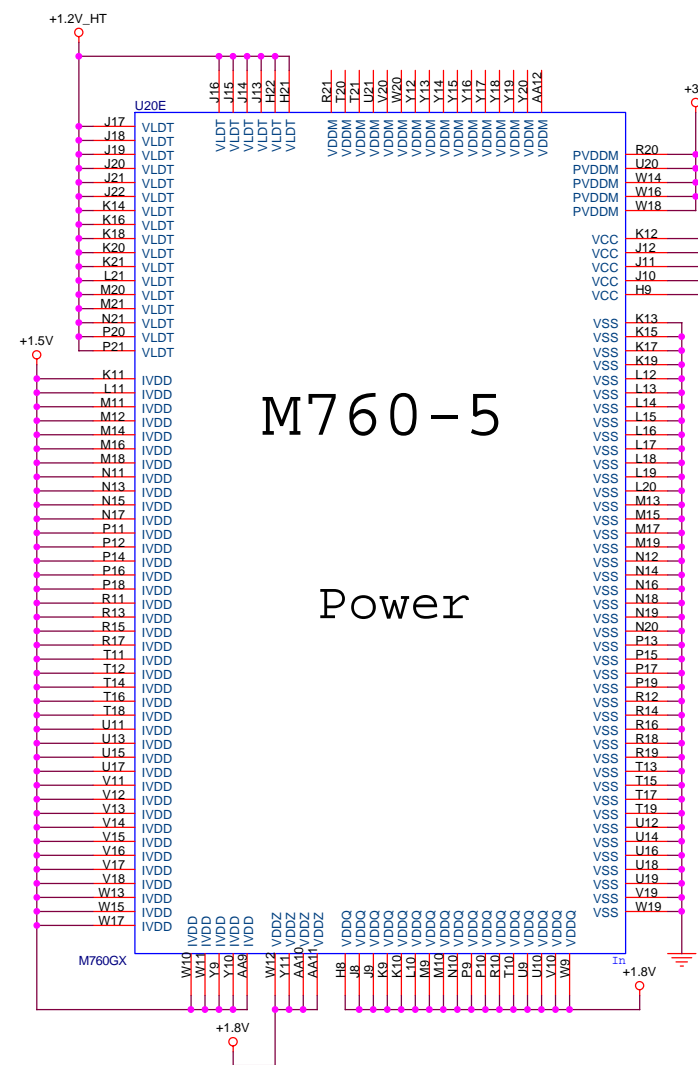 +1.2V_HT
+3
J16 J15 J14 J13 H22 H21 R21 T20 T21 U21 V20 W20 Y12 Y13 Y14 Y15 Y16 Y17 Y18 Y19 Y20 AA12
U20E
VLDT VLDT VLDT VLDT VLDT VLDT VDDM VDDM VDDM VDDM VDDM VDDM VDDM VDDM VDDM VDDM VDDM VDDM VDDM VDDM VDDM VDDM
J17 VLDT
J18 VLDT
J19 VLDT PVDDM R20
J20 VLDT PVDDM U20
J21 VLDT PVDDM W14
J22 VLDT PVDDM W16
K14 VLDT PVDDM W18
K16 VLDT
K18 VLDT VCC K12
K20 VLDT VCC J12
K21 VLDT VCC J11
L21 VLDT VCC J10
M20 VLDT VCC H9
M21 VLDT
N21 VLDT VSS K13
P20 VLDT VSS K15
+1.5V
P21 VLDT VSS K17
VSS K19
K11 IVDD VSS L12
L11 IVDD VSS L13
M11 IVDD VSS L14
M12 IVDD VSS L15
M14 IVDD VSS L16
M16 IVDD VSS L17
M18 IVDD VSS L18
N11 IVDD VSS L19
N13 IVDD VSS L20
N15 IVDD VSS M13
N17 IVDD VSS M15
P11 IVDD VSS M17
P12 IVDD VSS M19
P14 IVDD VSS N12
P16 IVDD VSS N14
P18 IVDD VSS N16
R11 IVDD VSS N18
R13 IVDD VSS N19
R15 IVDD VSS N20
R17 IVDD VSS P13
T11 IVDD VSS P15
T12 IVDD VSS P17
T14 IVDD VSS P19
T16 IVDD VSS R12
T18 IVDD VSS R14
U11 IVDD VSS R16
U13 IVDD VSS R18
U15 IVDD VSS R19
U17 IVDD VSS T13
V11 IVDD VSS T15
V12 IVDD VSS T17
V13 IVDD VSS T19
V14 IVDD VSS U12
V15 IVDD VSS U14
V16 IVDD VSS U16
V17 IVDD VSS U18
V18 IVDD VSS U19
W13 IVDD VSS V19
W15 IVDD VSS W19
W17 IVDD
M760-5
Power
IVDD IVDD IVDD IVDD IVDD VDDZ VDDZ VDDZ VDDZ VDDQ VDDQ VDDQ VDDQ VDDQ VDDQ VDDQ VDDQ VDDQ VDDQ VDDQ VDDQ VDDQ VDDQ VDDQ VDDQ VDDQ
M760GX
In
W10 W11 Y9 Y10 AA9 W12 Y11 AA10 AA11 H8 J8 J9 K9 K10 L10 M9 M10 N10 P9 P10 R10 T10 U9 U10 V10 W9
+1.8V
+1.8V